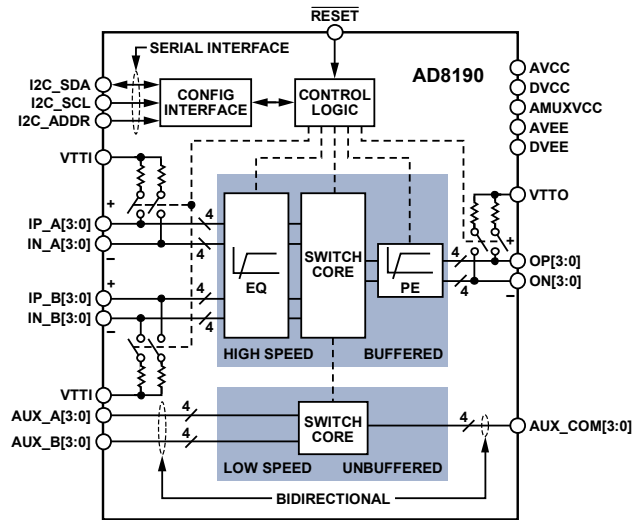 RESET
SERIAL INTERFACE
AD8190
I2C_SDA
I2C_SCL
I2C_ADDR
CONFIG
INTERFACE
CONTROL
LOGIC
AVCC
DVCC
AMUXVCC
AVEE
DVEE
VTTI
VTTO
+
IP_A[3:0]
4
IN_A[3:0]
4
–
EQ
SWITCH
CORE
PE
4
4
+
OP[3:0]
ON[3:0]
–
+
IP_B[3:0]
4
IN_B[3:0]
4
–
HIGH SPEED
BUFFERED
VTTI
AUX_A[3:0]
4
AUX_B[3:0]
4
SWITCH
CORE
4
AUX_COM[3:0]
LOW SPEED
UNBUFFERED
BIDIRECTIONAL